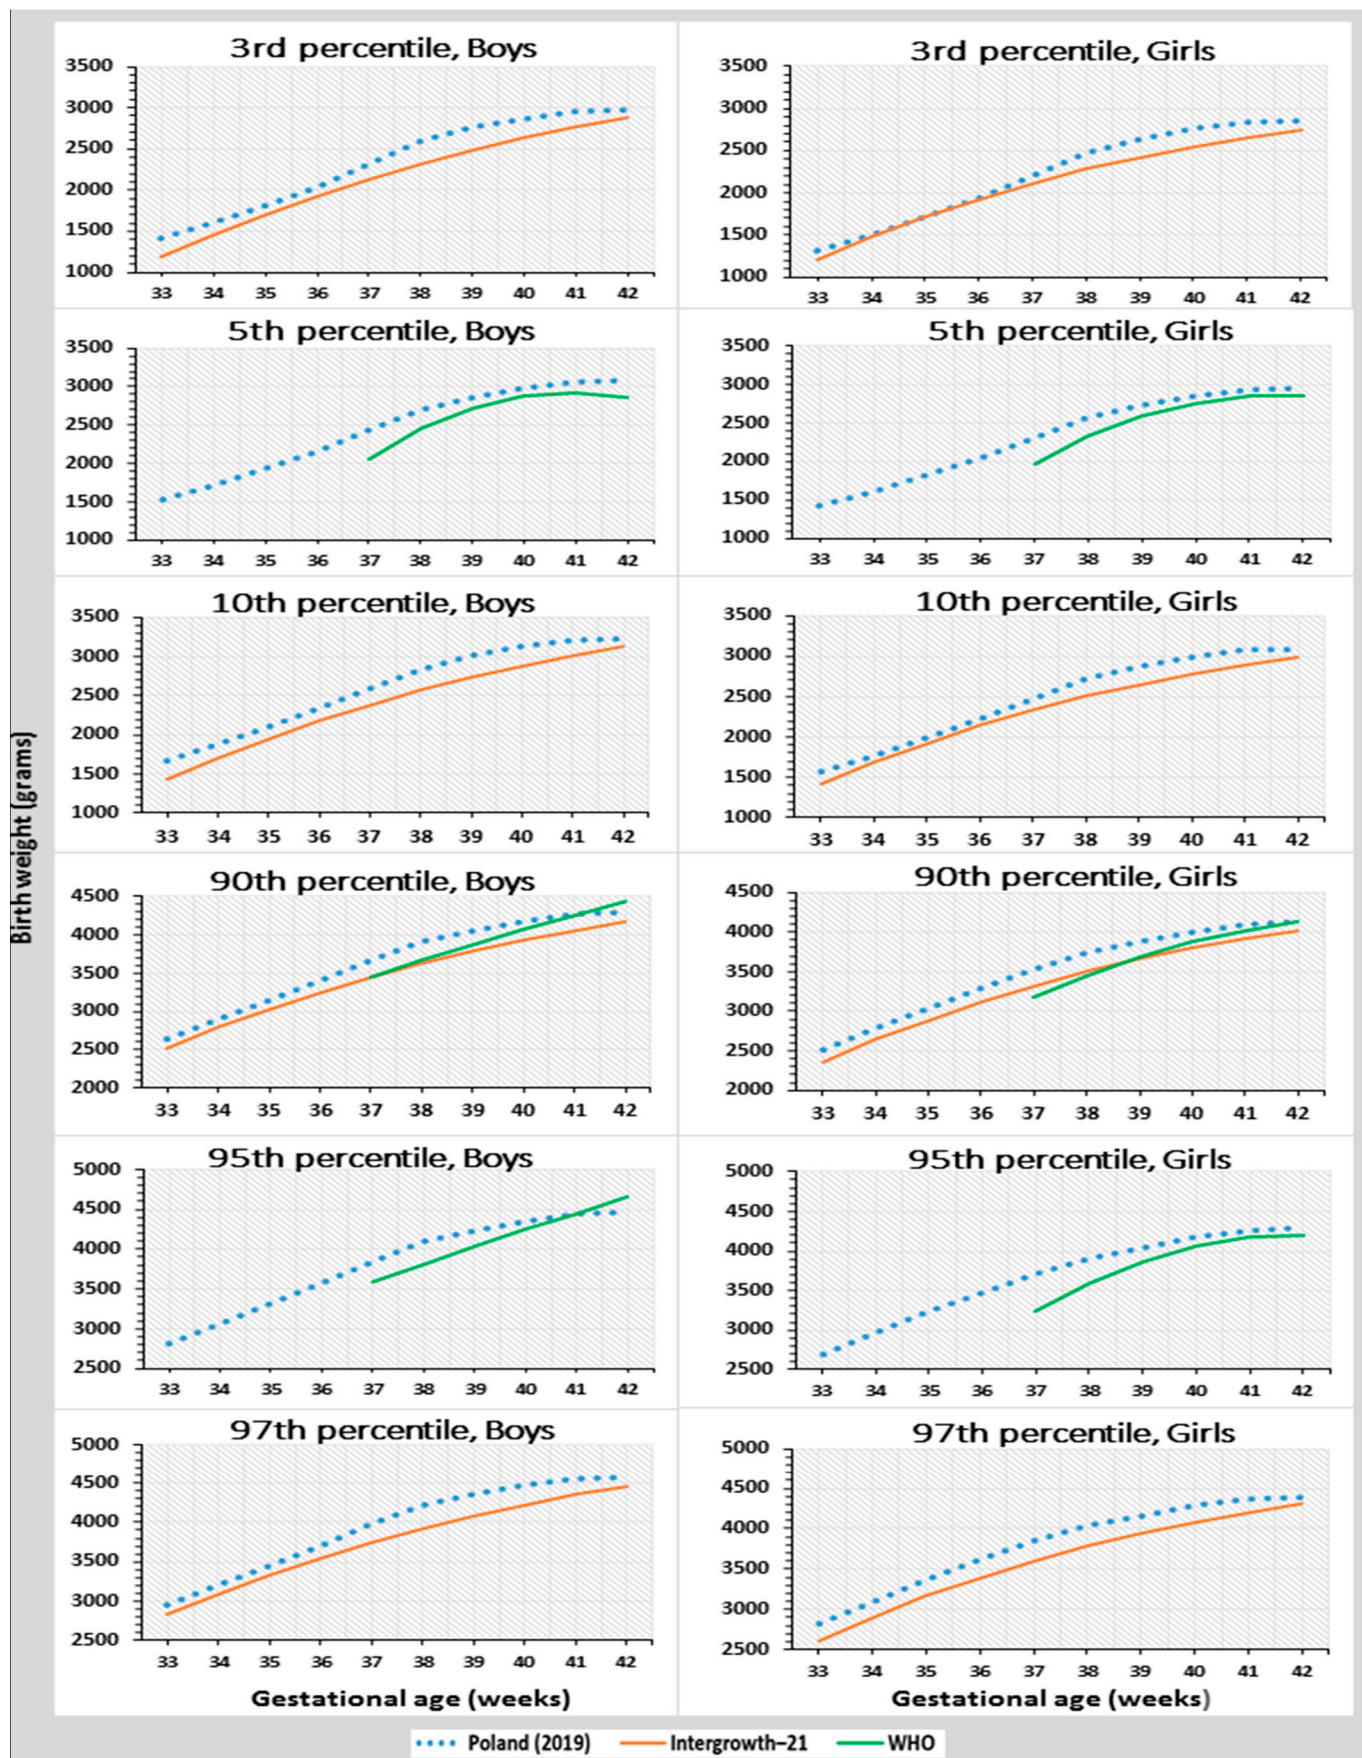 Birth weight (grams)
3rd percentile, Boys
3500
3000
2500
2000
1500
1000
33 34 35 36 37 38 39 40 41 42
3rd percentile, Girls
3500
3000
2500
2000
1500
1000
33 34 35 36 37 38 39 40 41 42
5th percentile, Boys
3500
3000
2500
2000
1500
1000
33 34 35 36 37 38 39 40 41 42
5th percentile, Girls
3500
3000
2500
2000
1500
1000
33 34 35 36 37 38 39 40 41 42
10th percentile, Boys
3500
3000
2500
2000
1500
1000
33 34 35 36 37 38 39 40 41 42
10th percentile, Girls
3500
3000
2500
2000
1500
1000
33 34 35 36 37 38 39 40 41 42
90th percentile, Boys
4500
4000
3500
3000
2500
2000
33 34 35 36 37 38 39 40 41 42
90th percentile, Girls
4500
4000
3500
3000
2500
2000
33 34 35 36 37 38 39 40 41 42
95th percentile, Boys
5000
4500
4000
3500
3000
2500
33 34 35 36 37 38 39 40 41 42
95th percentile, Girls
5000
4500
4000
3500
3000
2500
33 34 35 36 37 38 39 40 41 42
97th percentile, Boys
5000
4500
4000
3500
3000
2500
33 34 35 36 37 38 39 40 41 42
Gestational age (weeks)
97th percentile, Girls
5000
4500
4000
3500
3000
2500
33 34 35 36 37 38 39 40 41 42
Gestational age (weeks)
Poland (2019) Intergrowth–21 WHO